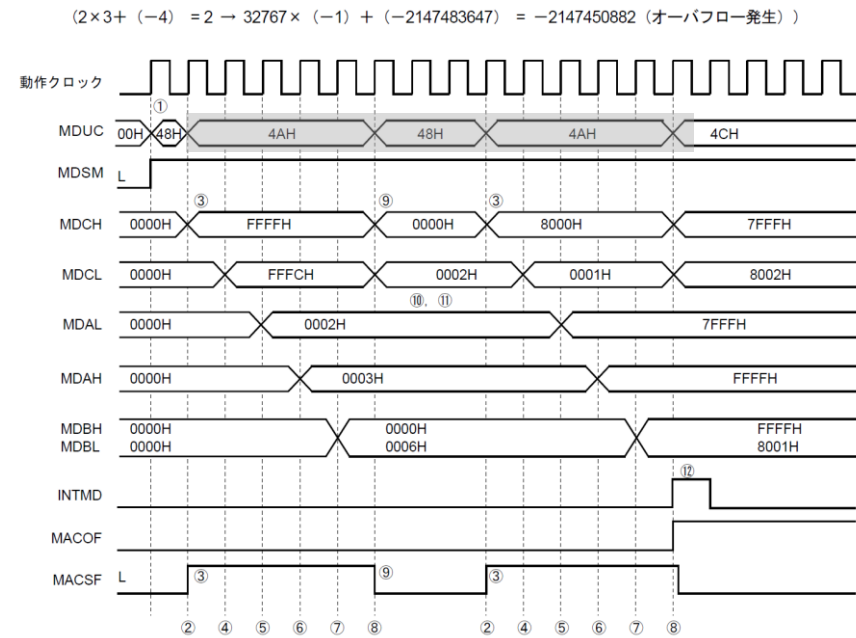 （2×3＋（－4） ＝2 → 32767×（－1）＋（－2147483647） ＝ －2147450882（オーバフロー発生））
動作クロック
①
MDUC 00H 48H 4AH 48H 4AH 4CH
MDSM L
③ ⑨ ③
MDCH 0000H FFFFH 0000H 8000H 7FFFH
MDCL 0000H FFFCH 0002H 0001H 8002H
⑩, ⑪
MDAL 0000H 0002H 7FFFH
MDAH 0000H 0003H FFFFH
MDBH 0000H 0000H FFFFH
MDBL 0000H 0006H 8001H
⑫
INTMD
MACOF
MACSF L ③ ⑨ ③
② ④ ⑤ ⑥ ⑦ ⑧ ② ④ ⑤ ⑥ ⑦ ⑧